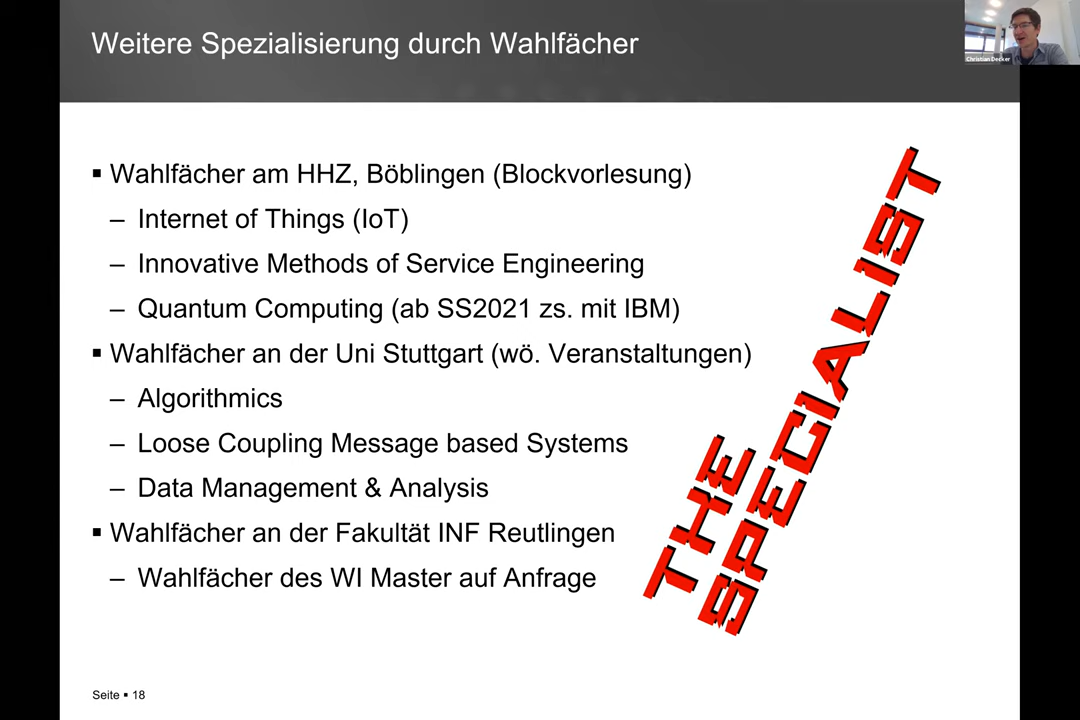 Weitere Spezialisierung durch Wahlfächer
Christian Decker
▪ Wahlfächer am HHZ, Böblingen (Blockvorlesung)
– Internet of Things (IoT)
– Innovative Methods of Service Engineering
– Quantum Computing (ab SS2021 zs. mit IBM)
▪ Wahlfächer an der Uni Stuttgart (wö. Veranstaltungen)
– Algorithmics
– Loose Coupling Message based Systems
– Data Management & Analysis
▪ Wahlfächer an der Fakultät INF Reutlingen
– Wahlfächer des WI Master auf Anfrage
THE
SPECIALIST
Seite ▪ 18